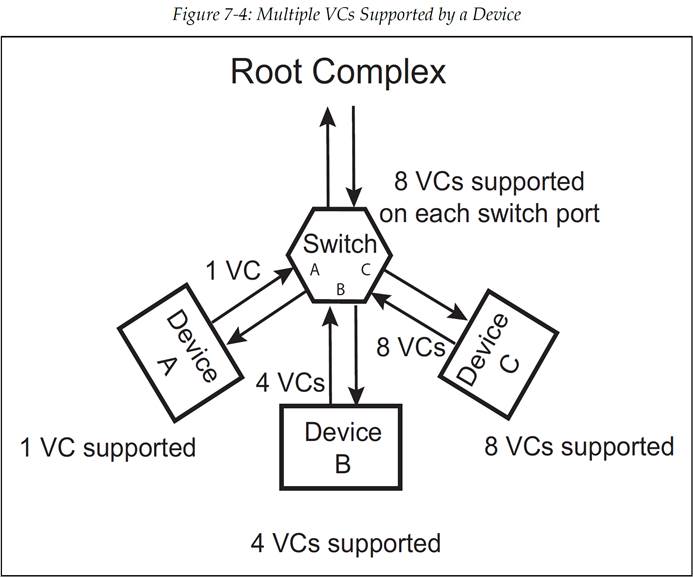 Figure 7-4: Multiple VCs Supported by a Device
Root Complex
8 VCs supported
on each switch port
Switch
A
C
B
1 VC
8 VCs
4 VCs
Device
A
Device
B
Device
C
1 VC supported
8 VCs supported
4 VCs supported